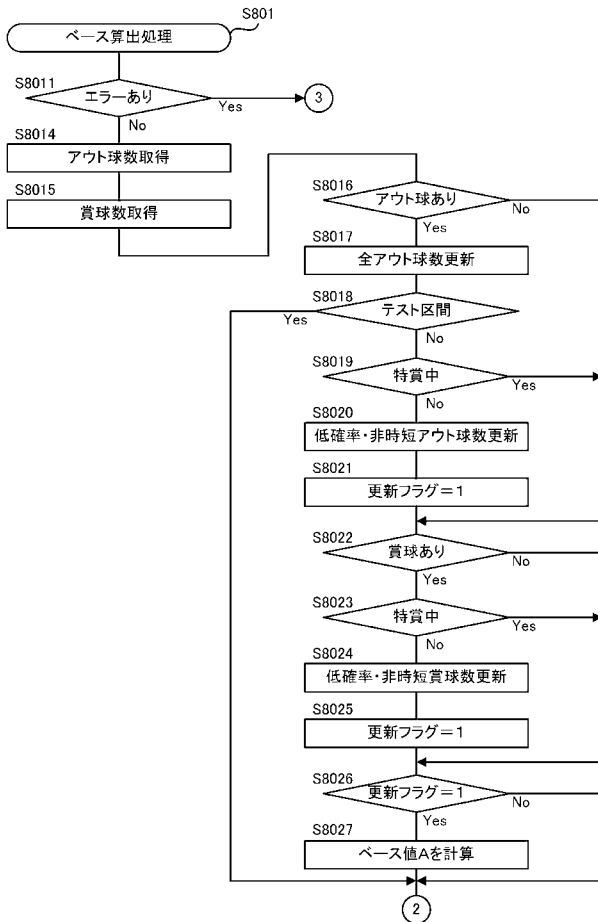 S801
ベース算出処理
S8011
エラーあり
Yes
3
No
S8014
アウト球数取得
S8015
賞球数取得
S8016
アウト球あり
No
Yes
S8017
全アウト球数更新
S8018
テスト区間
Yes
No
S8019
特賞中
Yes
No
S8020
低確率・非時短アウト球数更新
S8021
更新フラグ=1
S8022
賞球あり
No
Yes
S8023
特賞中
Yes
No
S8024
低確率・非時短賞球数更新
S8025
更新フラグ=1
S8026
更新フラグ=1
No
Yes
S8027
ベース値Aを計算
2